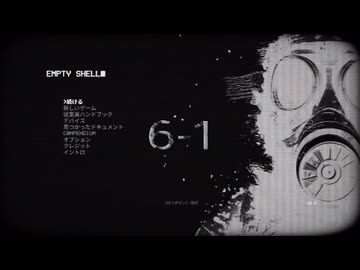 EMPTY SHELL
>続ける
新しいゲーム
従業員ハンドブック
デバイス
見つかったドキュメント
COMPENDIUM
オプション
クレジット
イントロ
6-1